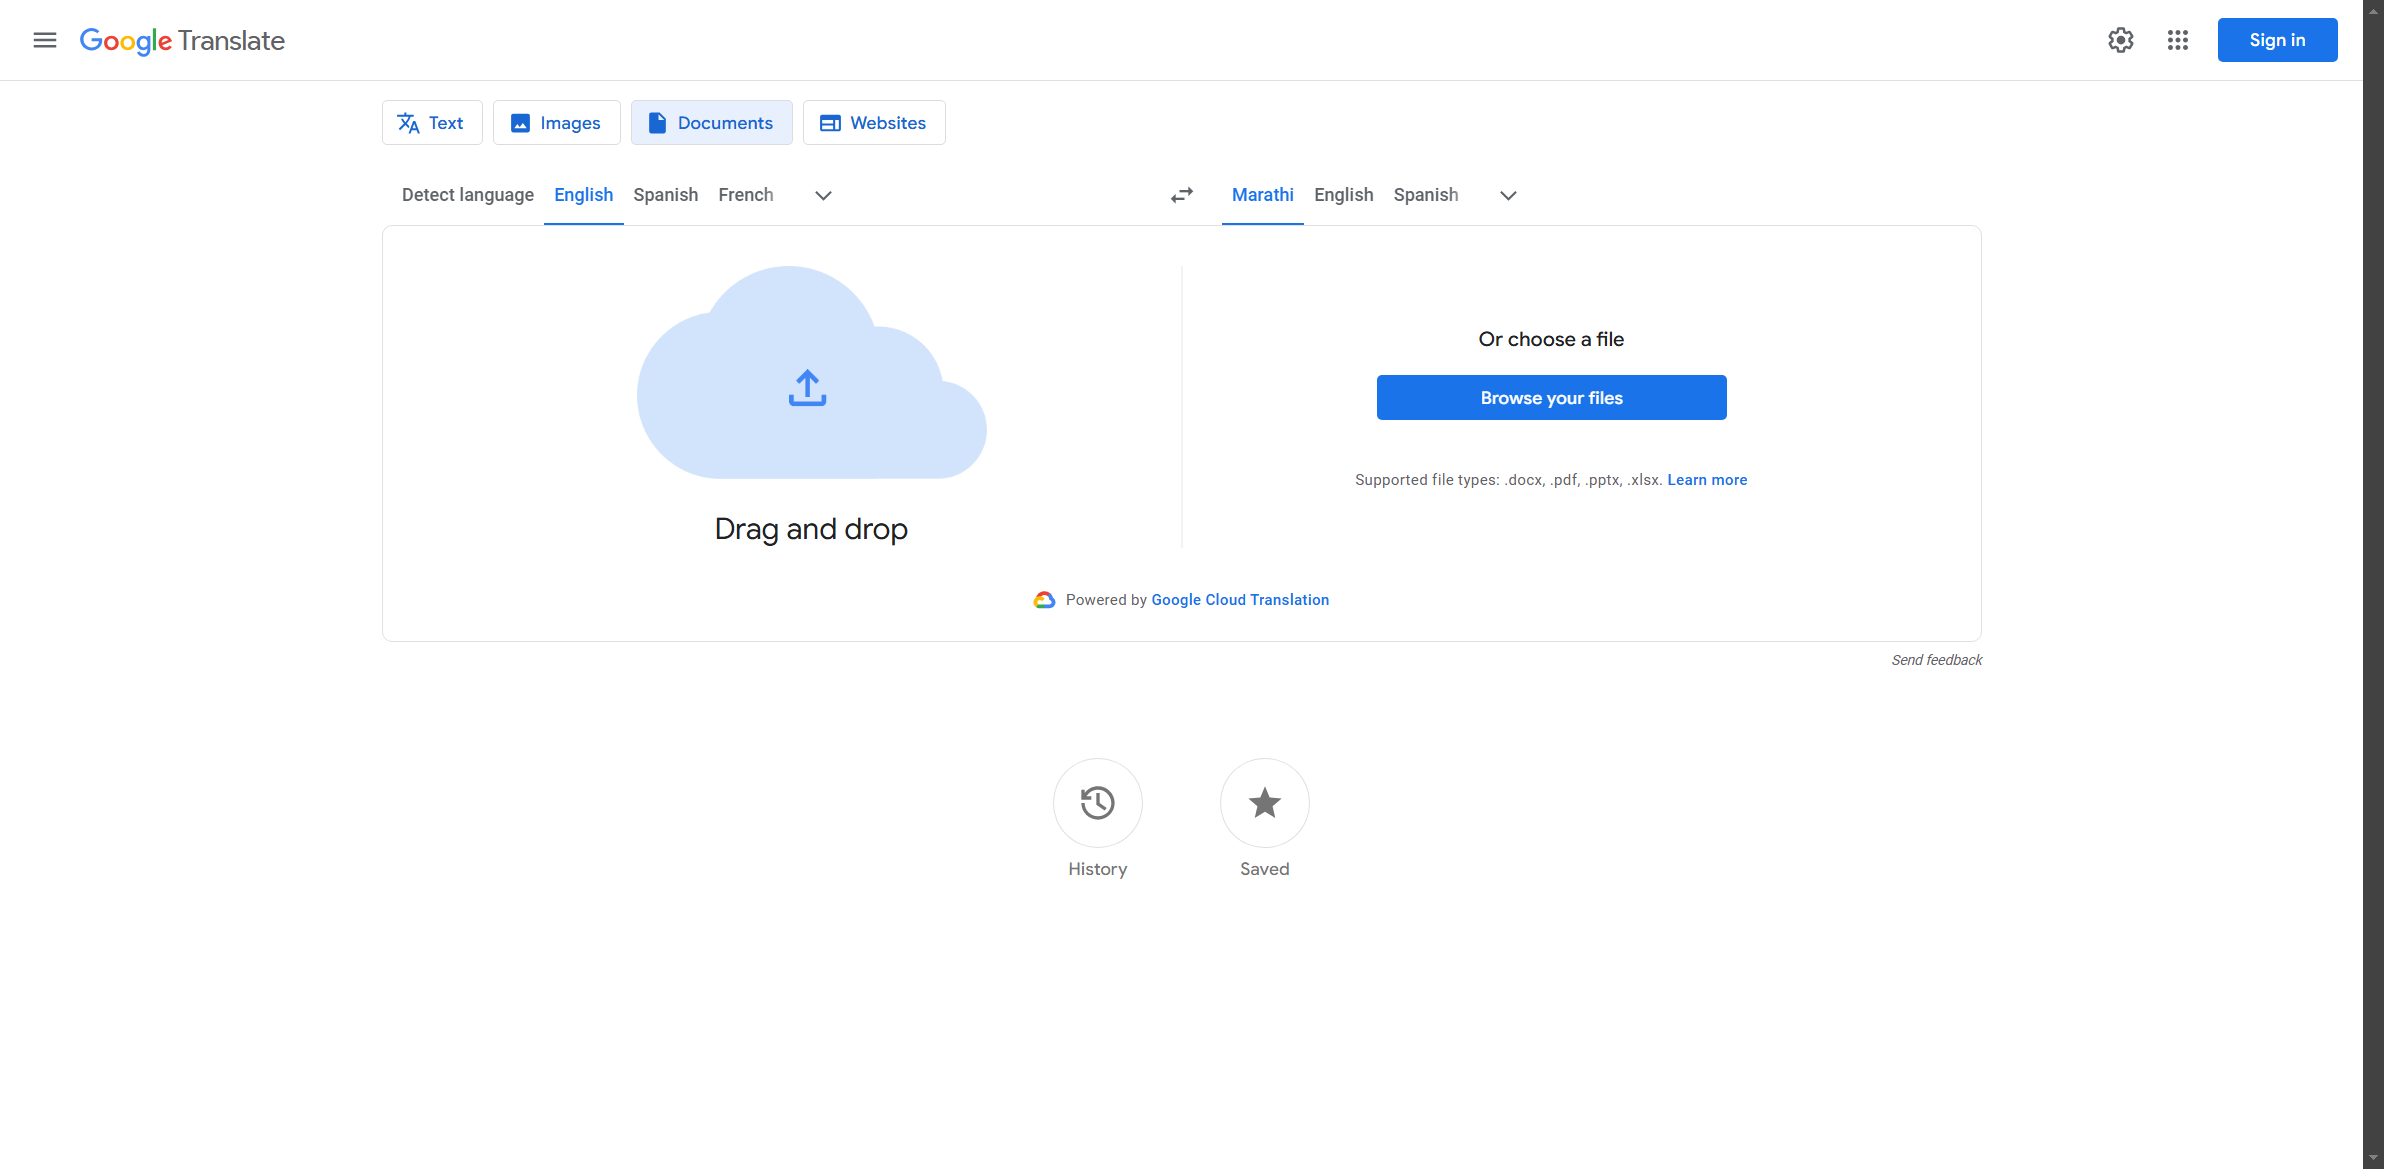 Google Translate
Sign in
Text Images Documents Websites
Detect language English Spanish French
Marathi English Spanish
Drag and drop
Or choose a file
Browse your files
Supported file types: .docx, .pdf, .pptx, .xlsx. Learn more
Powered by Google Cloud Translation
Send feedback
History Saved